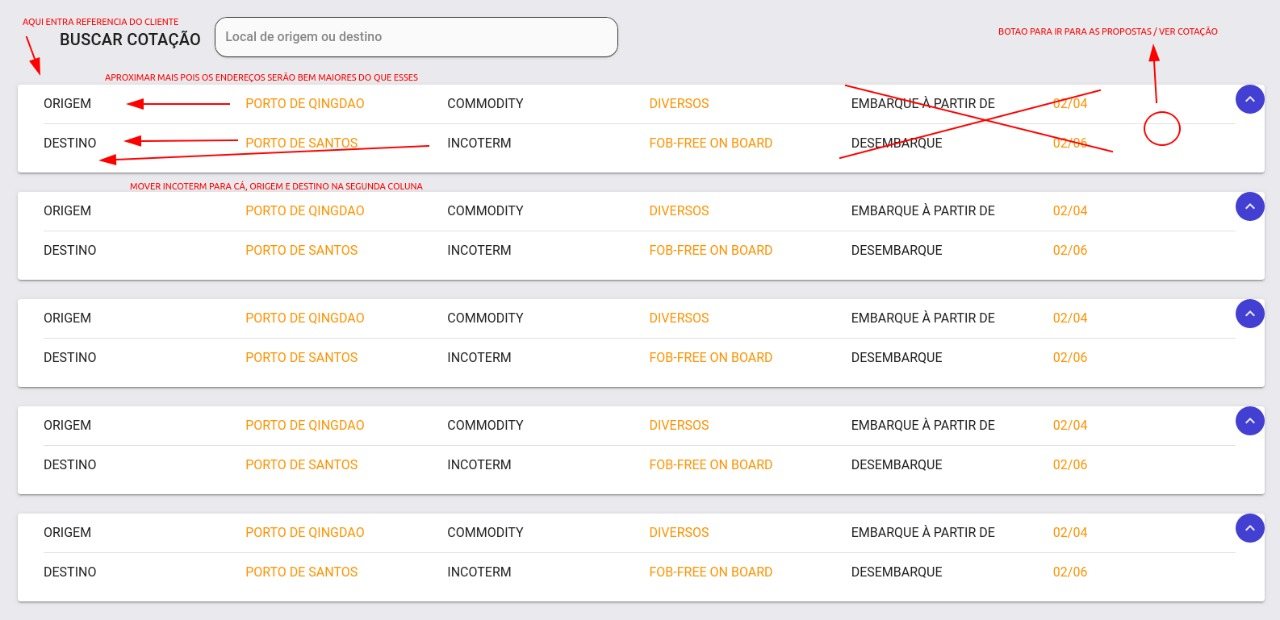 AQUI ENTRA REFERENCIA DO CLIENTE
BUSCAR COTAÇÃO Local de origem ou destino
BOTAO PARA IR PARA AS PROPOSTAS / VER COTAÇÃO
APROXIMAR MAIS POIS OS ENDEREÇOS SERÃO BEM MAIORES DO QUE ESSES
ORIGEM PORTO DE QINGDAO COMMODITY DIVERSOS EMBARQUE À PARTIR DE 02/04
DESTINO PORTO DE SANTOS INCOTERM FOB-FREE ON BOARD DESEMBARQUE 02/06
MOVER INCOTERM PARA CÁ, ORIGEM E DESTINO NA SEGUNDA COLUNA
ORIGEM PORTO DE QINGDAO COMMODITY DIVERSOS EMBARQUE À PARTIR DE 02/04
DESTINO PORTO DE SANTOS INCOTERM FOB-FREE ON BOARD DESEMBARQUE 02/06
ORIGEM PORTO DE QINGDAO COMMODITY DIVERSOS EMBARQUE À PARTIR DE 02/04
DESTINO PORTO DE SANTOS INCOTERM FOB-FREE ON BOARD DESEMBARQUE 02/06
ORIGEM PORTO DE QINGDAO COMMODITY DIVERSOS EMBARQUE À PARTIR DE 02/04
DESTINO PORTO DE SANTOS INCOTERM FOB-FREE ON BOARD DESEMBARQUE 02/06
ORIGEM PORTO DE QINGDAO COMMODITY DIVERSOS EMBARQUE À PARTIR DE 02/04
DESTINO PORTO DE SANTOS INCOTERM FOB-FREE ON BOARD DESEMBARQUE 02/06